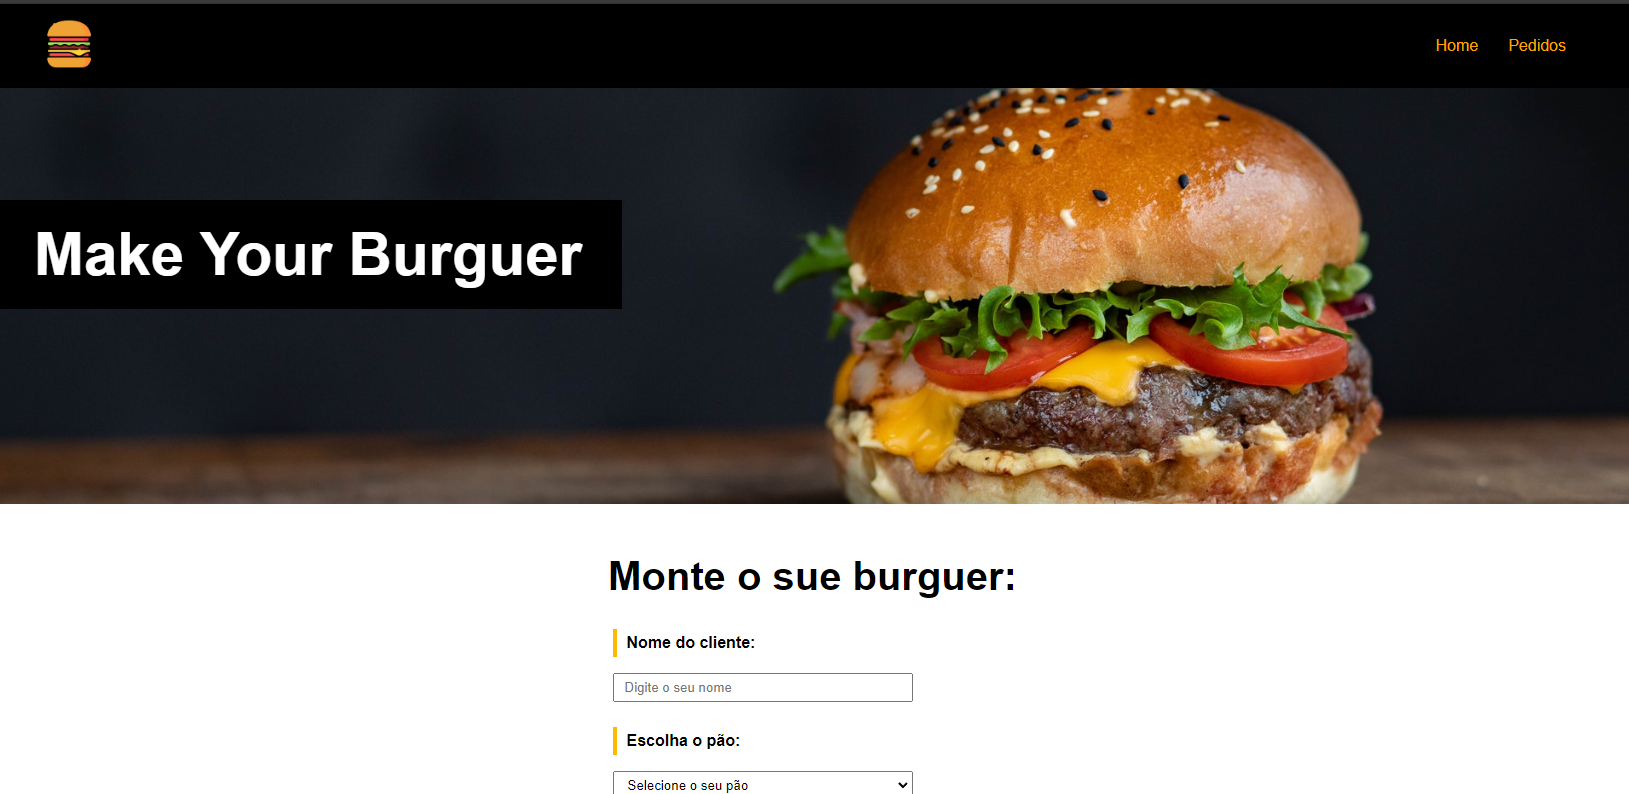 Home Pedidos
Make Your Burguer
Monte o sue burguer:
Nome do cliente:
Digite o seu nome
Escolha o pão:
Selecione o seu pão